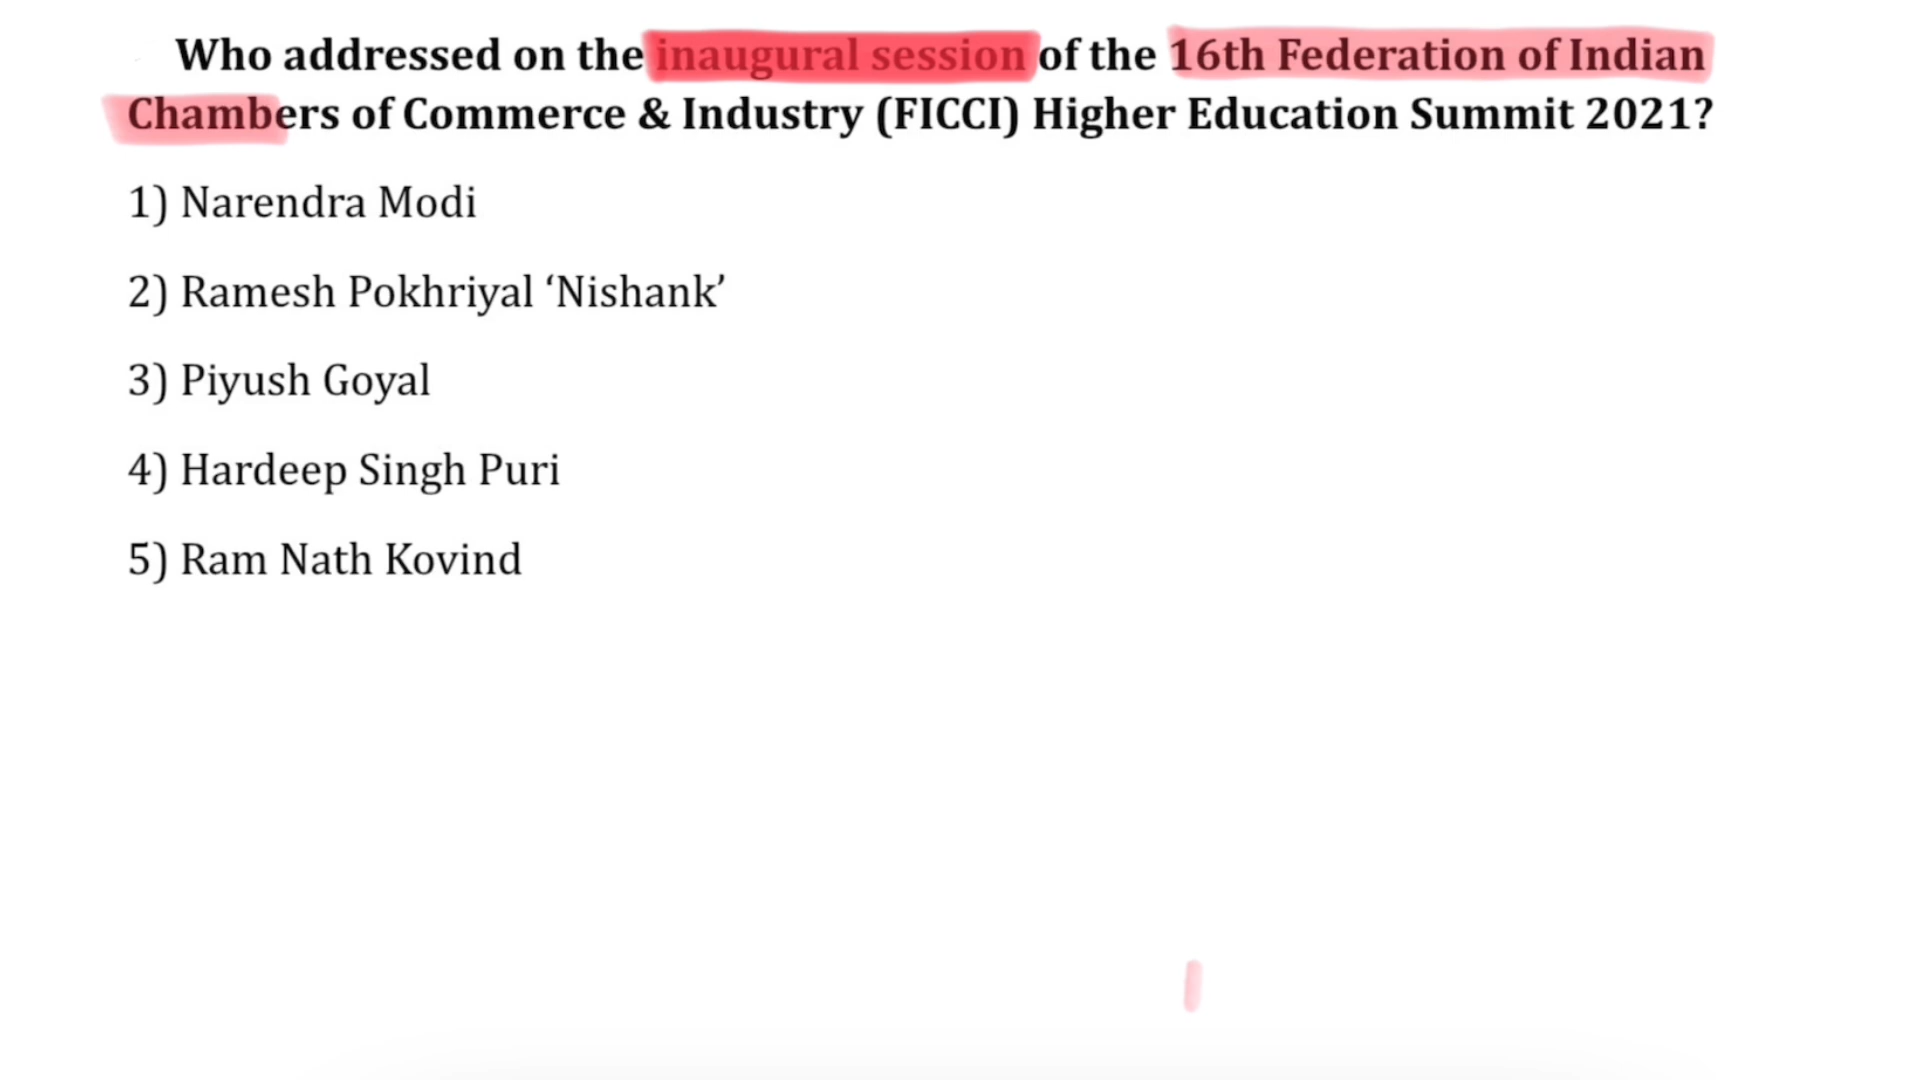 Who addressed on the inaugural session of the 16th Federation of Indian
Chambers of Commerce & Industry (FICCI) Higher Education Summit 2021?
1) Narendra Modi
2) Ramesh Pokhriyal ‘Nishank’
3) Piyush Goyal
4) Hardeep Singh Puri
5) Ram Nath Kovind